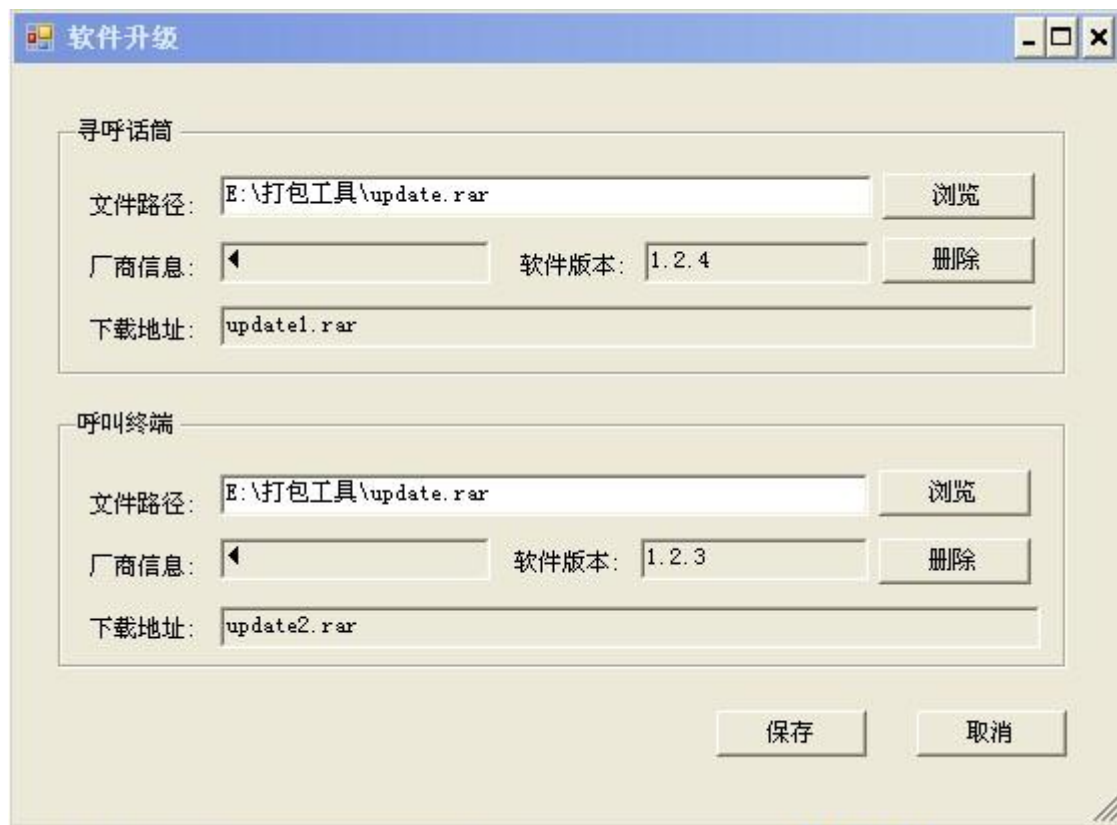 软件升级
寻呼话筒
文件路径: E:\打包工具\update.rar 浏览
厂商信息: 软件版本: 1.2.4 删除
下载地址: update1.rar
呼叫终端
文件路径: E:\打包工具\update.rar 浏览
厂商信息: 软件版本: 1.2.3 删除
下载地址: update2.rar
保存 取消